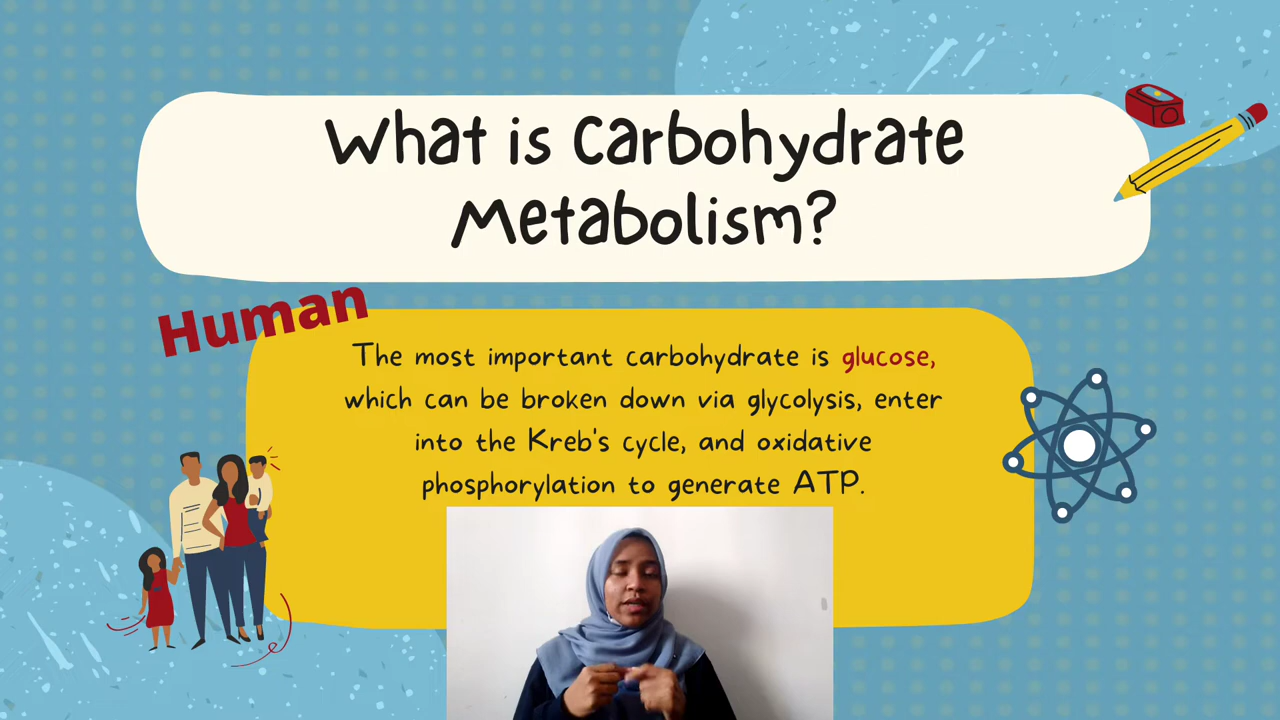 What is Carbohydrate
Metabolism?
Human
The most important carbohydrate is glucose,
which can be broken down via glycolysis, enter
into the Kreb's cycle, and oxidative
phosphorylation to generate ATP.